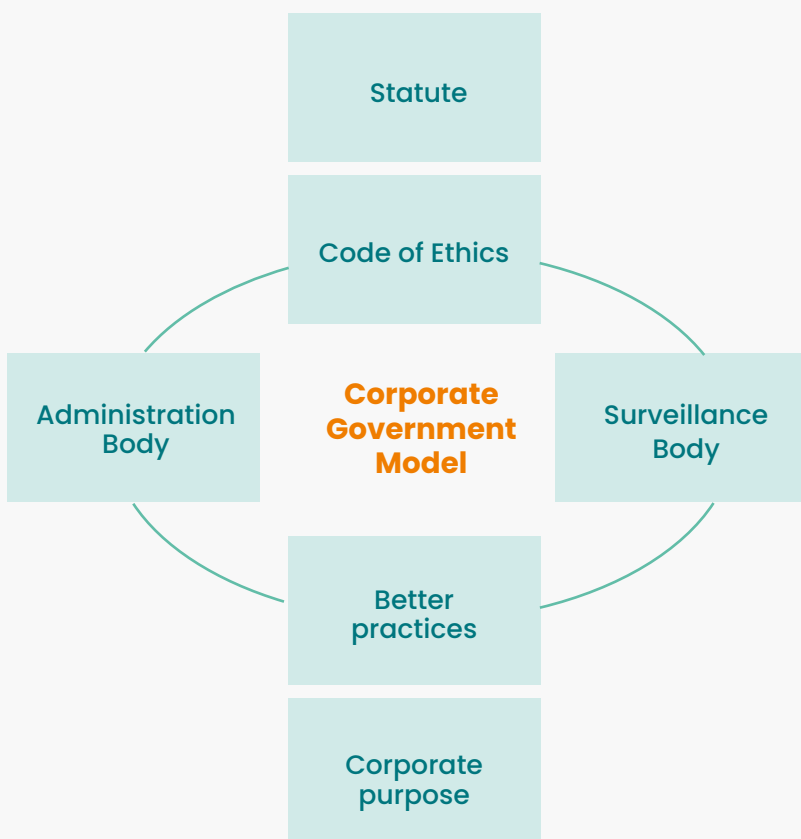 Statute
Code of Ethics
Administration
Body
Corporate
Government
Model
Surveillance
Body
Better
practices
Corporate
purpose